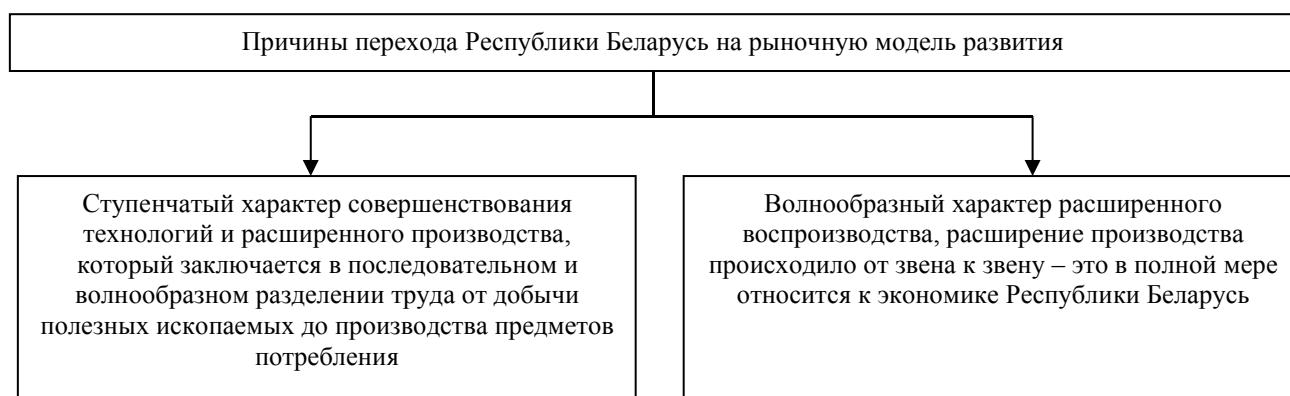 Причины перехода Республики Беларусь на рыночную модель развития
Ступенчатый характер совершенствования
технологий и расширенного производства,
который заключается в последовательном и
волнообразном разделении труда от добычи
полезных ископаемых до производства предметов
потребления
Волнообразный характер расширенного
воспроизводства, расширение производства
происходило от звена к звену – это в полной мере
относится к экономике Республики Беларусь